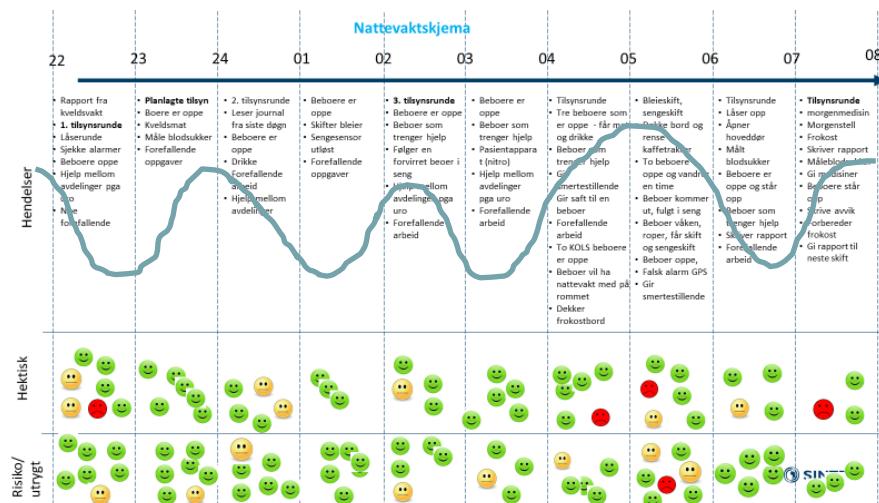 Nattevaktskjema
22 23 24 01 02 03 04 05 06 07 08
Hendelser
• Rapport fra
kveldsvakt
• 1. tilsynsrunde
• Låserunde
• Sjekke alarmer
• Beboere oppe
• Hjelp mellom
avdelinger pga
uro
• Noe
forefallende
• Planlagte tilsyn
• Boere er oppe
• Kveldsmat
• Måle blodsukker
• Forefallende
oppgaver
• 2. tilsynsrunde
• Leser journal
fra siste døgn
• Beboere er
oppe
• Drikke
• Forefallende
arbeid
• Hjelp mellom
avdelinger
• Beboere er
oppe
• Skifter bleier
• Sengesensor
utløst
• Forefallende
oppgaver
• 3. tilsynsrunde
• Beboere er oppe
• Beboer som
trenger hjelp
• Følger en
forvirret beoer i
seng
• Hjelp mellom
avdelinger pga
uro
• Forefallende
arbeid
• Beboere er
oppe
• Beboer som
trenger hjelp
• Pasientappara
t (nitro)
• Hjelp mellom
avdelinger
pga uro
• Forefallende
arbeid
• Tilsynsrunde
• Tre beboere som
er oppe - får mat
og drikke
• Beboer som
trenger hjelp
• Gir
smertestillende
• Gir saft til en
beboer
• Forefallende
arbeid
• To KOLS beboere
er oppe
• Beboer vil ha
nattevakt med på
rommet
• Dekker
frokostbord
• Bleieskift,
sengeskift
• Dekke bord og
rense
kaffetrakter
• To beboere
oppe og vandrer
en time
• Beboer kommer
ut, fulgt i seng
• Beboer våken,
roper, får skift
og sengeskift
• Beboer oppe,
• Falsk alarm GPS
• Gir
smertestillende
• Tilsynsrunde
• Låser opp
• Åpner
hoveddør
• Målt
blodsukker
• Beboere er
oppe og står
opp
• Beboer som
trenger hjelp
• Skriver rapport
• Forefallende
arbeid
• Tilsynsrunde
• morgenmedisin
• Morgenstell
• Frokost
• Skriver rapport
• Måleblodsukker
• Gi medisiner
• Beboere står
opp
• Skrive avvik
• Forbereder
frokost
• Gi rapport til
neste skift
Hektisk
Risiko/
utrygt